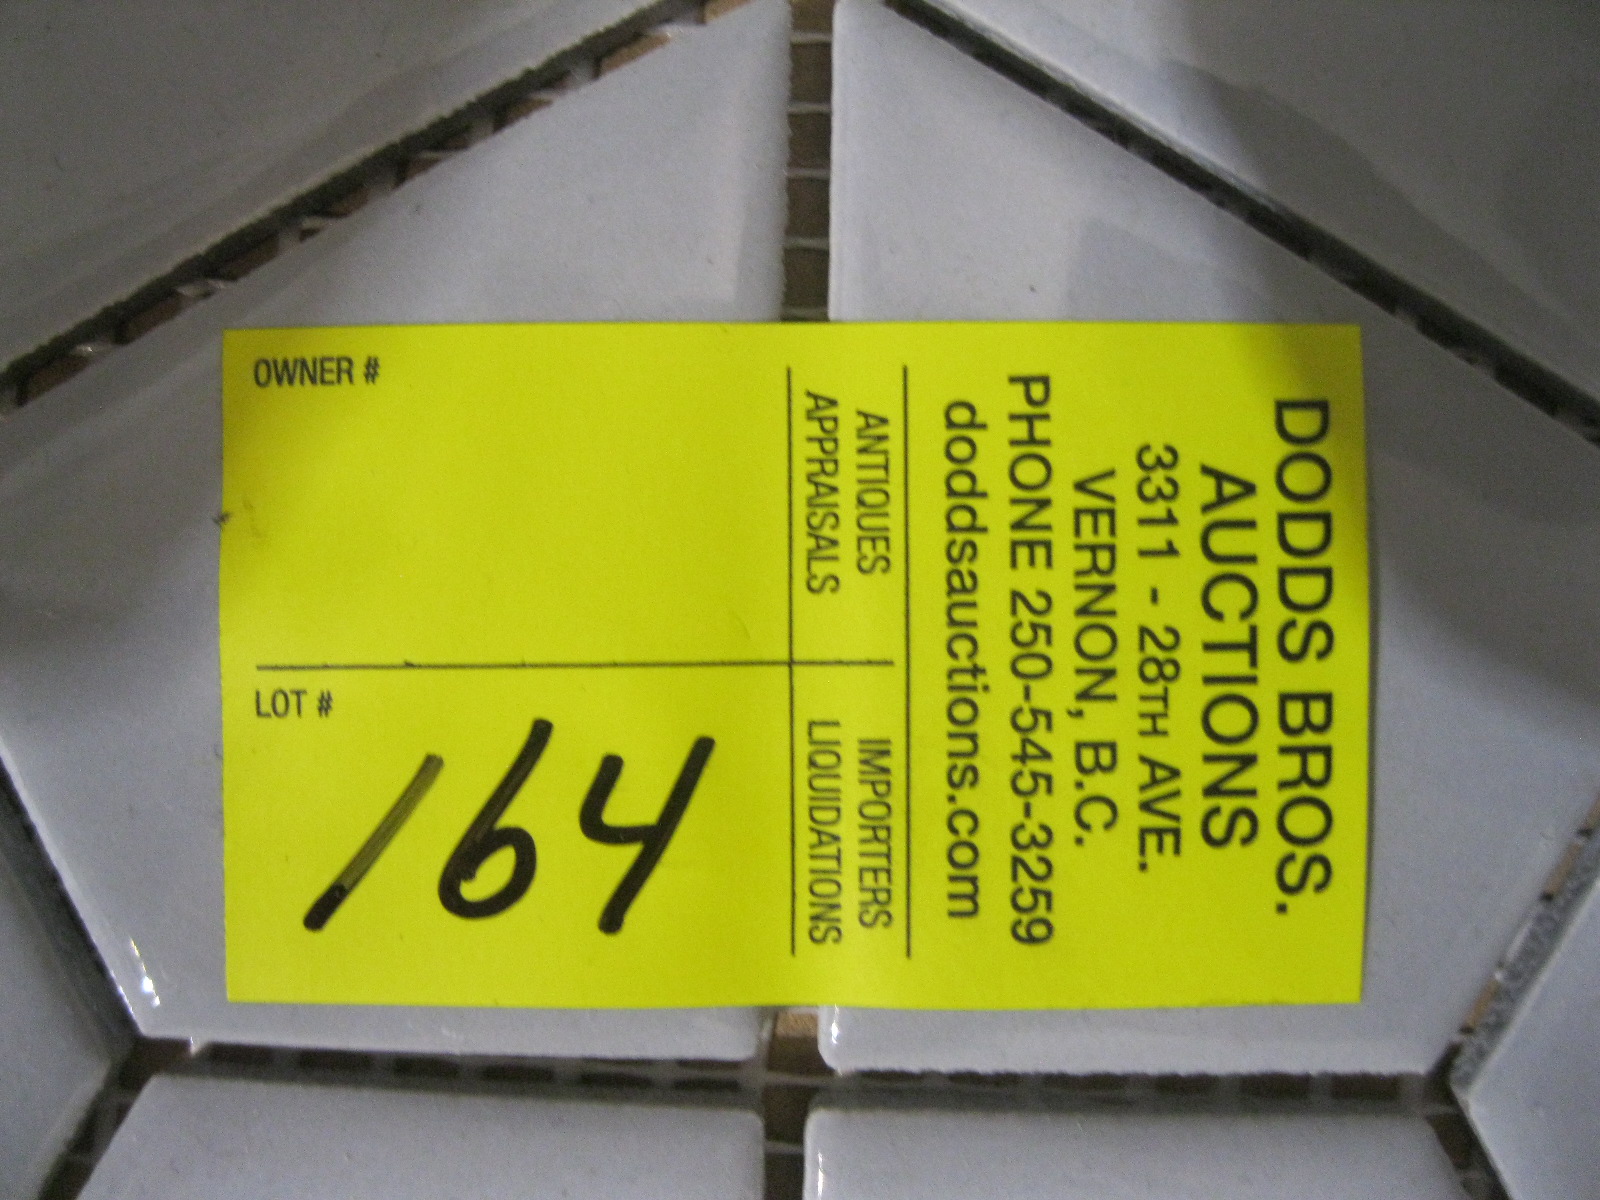 DODDS BROS.
AUCTIONS
3311 - 28TH AVE.
VERNON, B.C.
PHONE 250-545-3259
doddsauctions.com
ANTIQUES IMPORTERS
APPRAISALS LIQUIDATIONS
OWNER #
LOT #
164